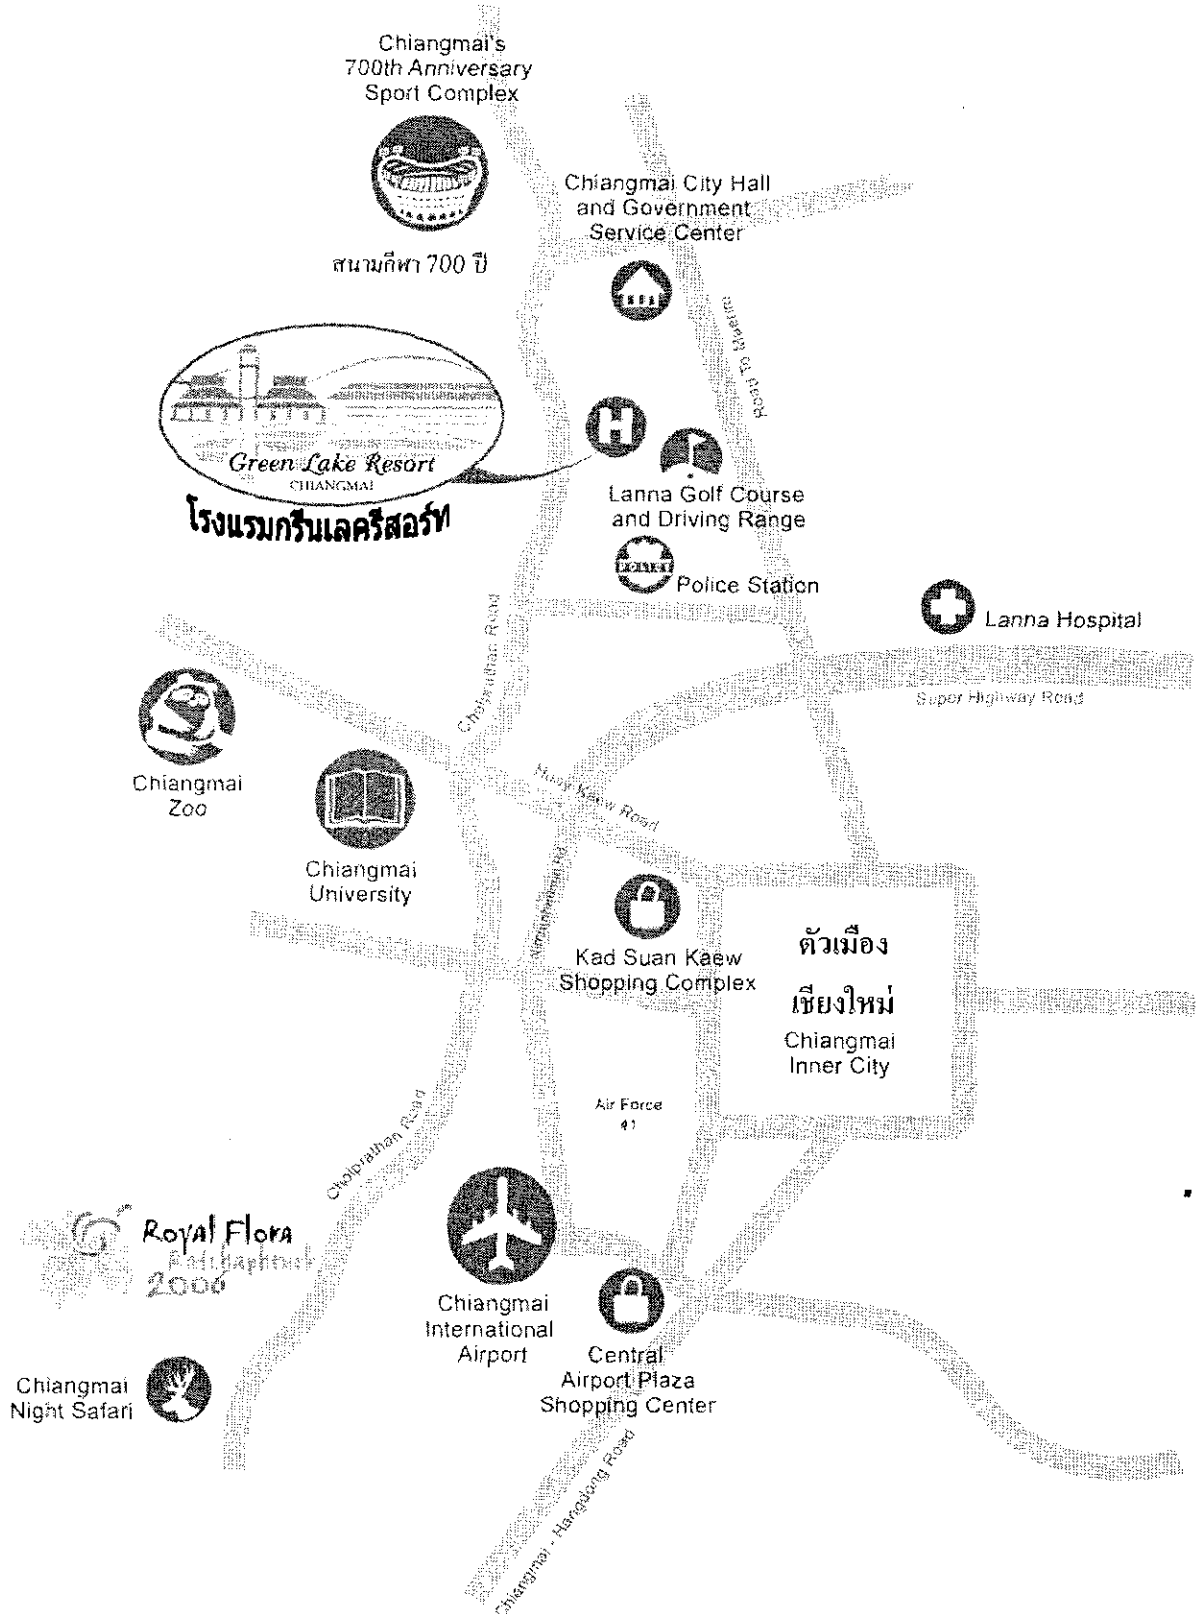 Chiangmai's
700th Anniversary
Sport Complex
สนามกีฬา 700 ปี
Chiangmai City Hall
and Government
Service Center
Road To Maerim
Green Lake Resort
CHIANGMAI
โรงแรมกรีนเลครีสอร์ท
H
Lanna Golf Course
and Driving Range
POLICE
Police Station
Lanna Hospital
Super Highway Road
Cholprathan Road
Chiangmai
Zoo
Chiangmai
University
Huay Kaew Road
Kad Suan Kaew
Shopping Complex
ตัวเมือง
เชียงใหม่
Chiangmai
Inner City
Air Force
41
Cholprathan Road
Royal Flora
Ratchaphruek
2006
Chiangmai
International
Airport
Central
Airport Plaza
Shopping Center
Chiangmai
Night Safari
Chiangmai - Hangdong Road